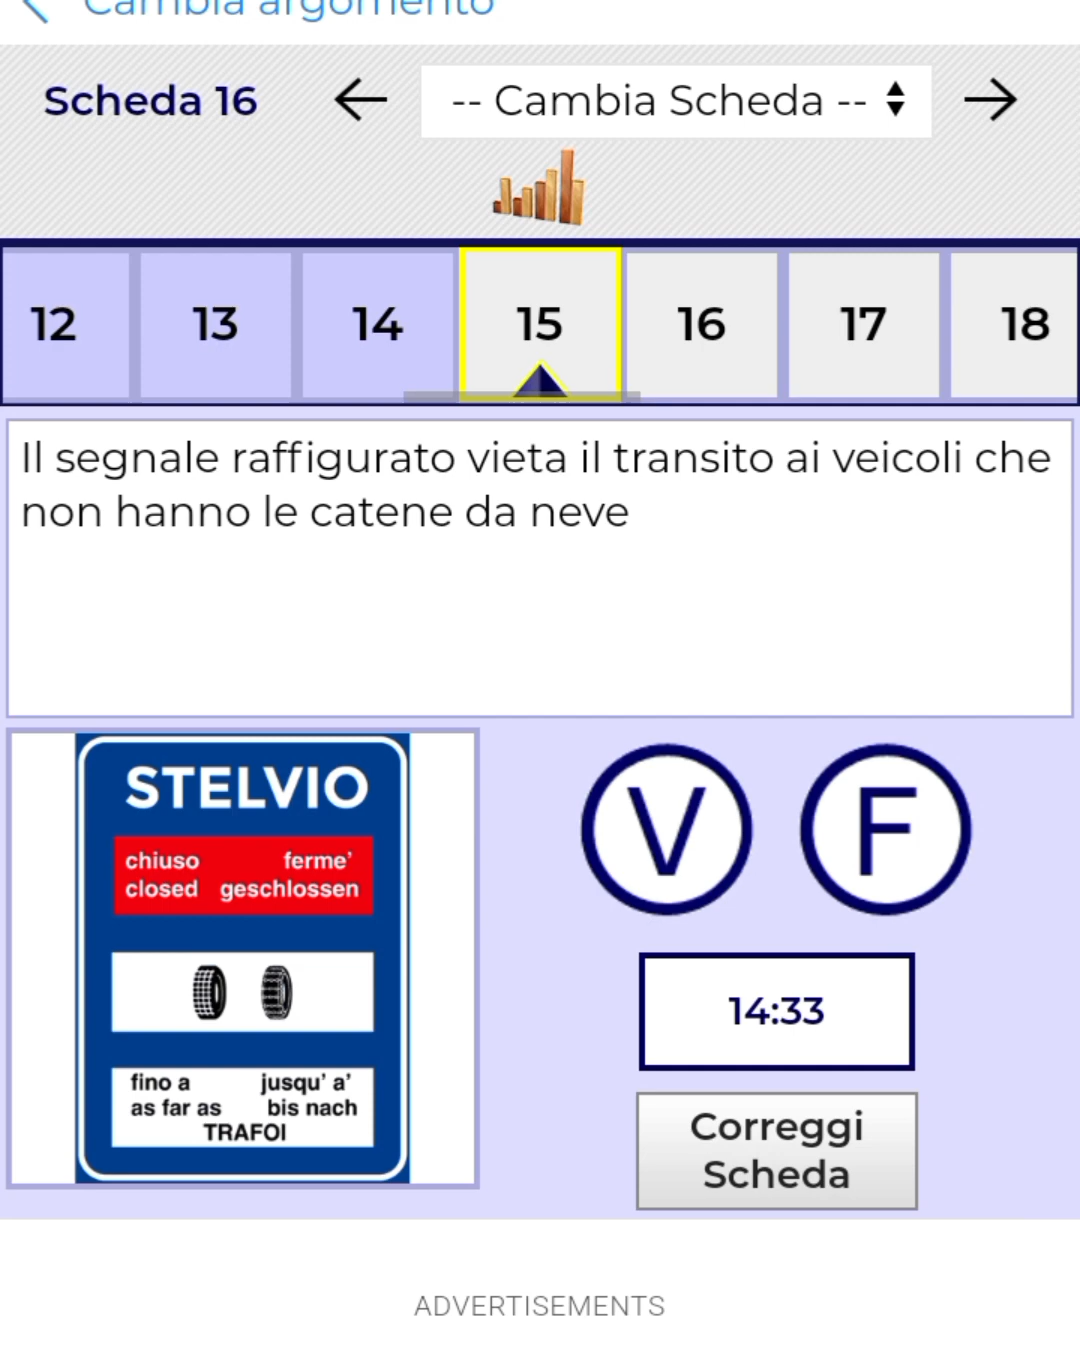 Cambia argomento
Scheda 16
-- Cambia Scheda --
12 13 14 15 16 17 18
Il segnale raffigurato vieta il transito ai veicoli che
non hanno le catene da neve
STELVIO
chiuso ferme'
closed geschlossen
fino a jusqu' a'
as far as bis nach
TRAFOI
V F
14:33
Correggi
Scheda
ADVERTISEMENTS